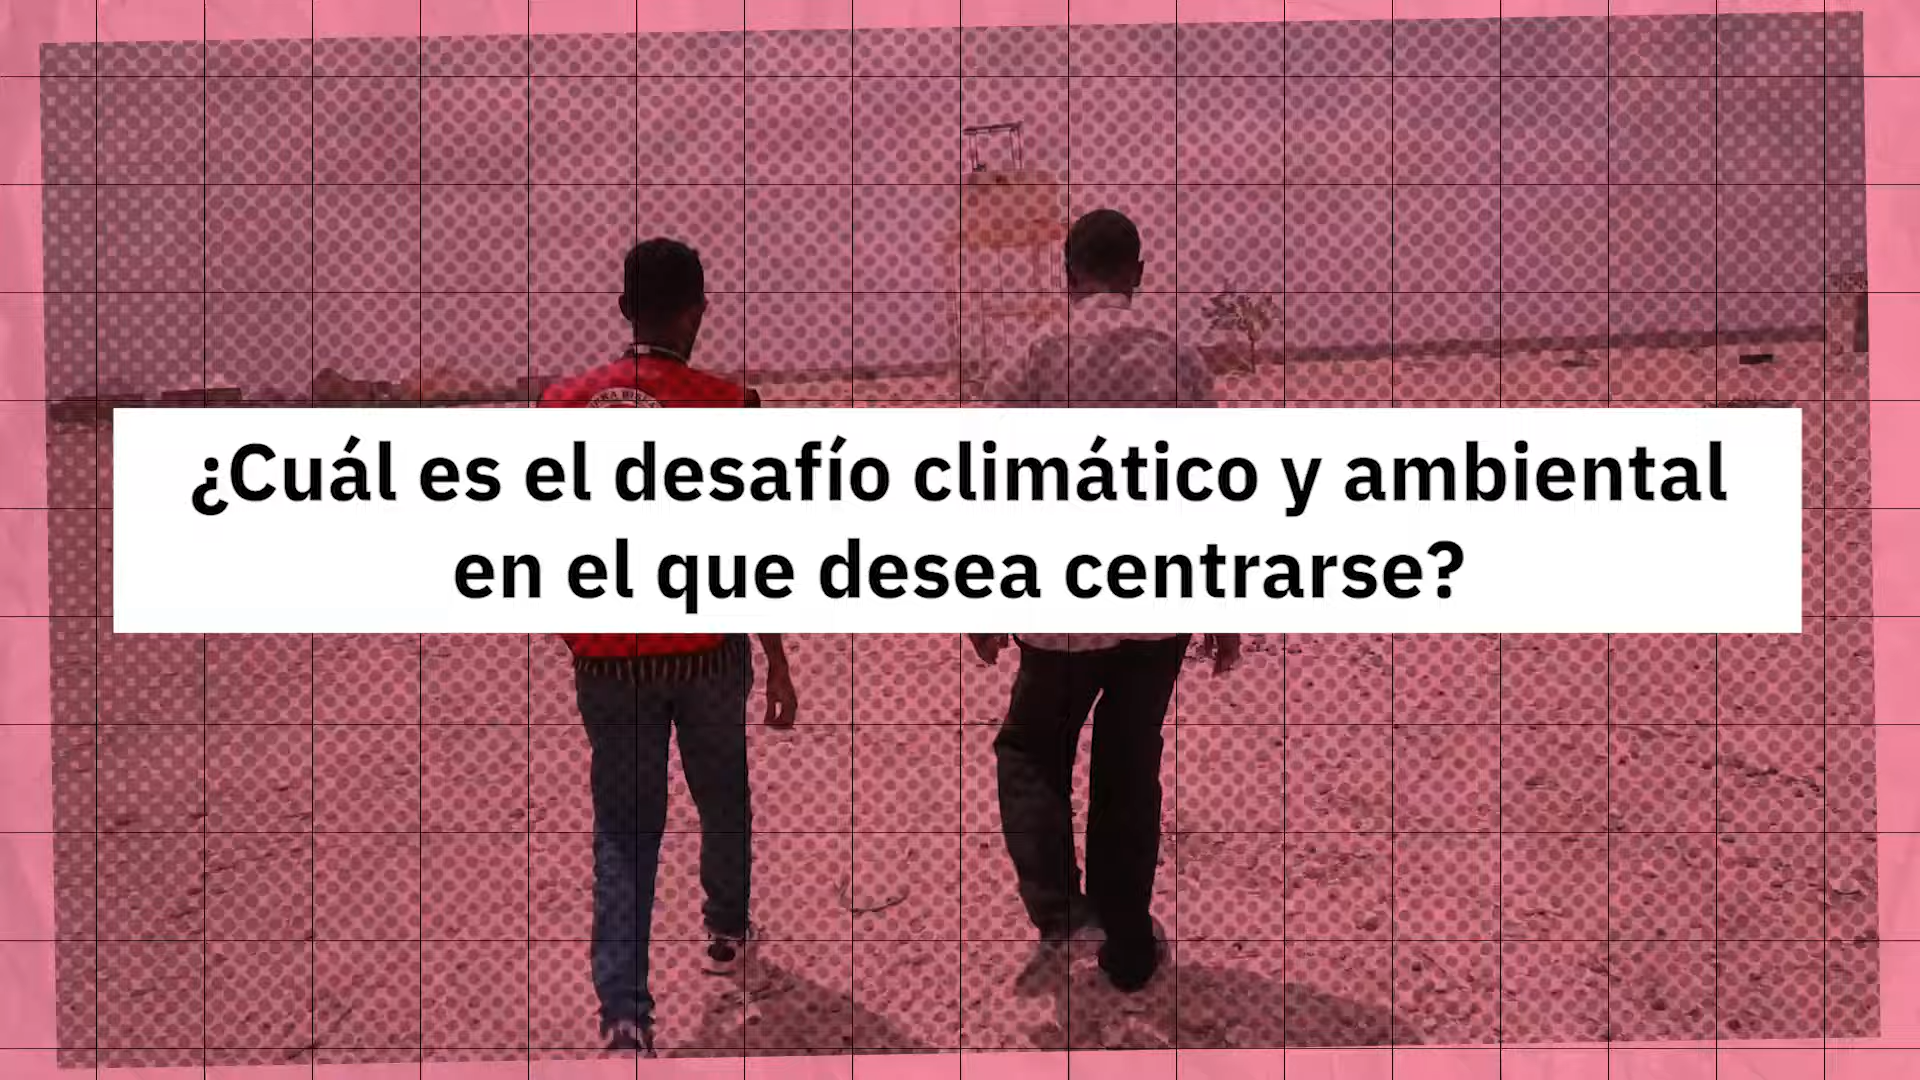 ¿Cuál es el desafío climático y ambiental
en el que desea centrarse?